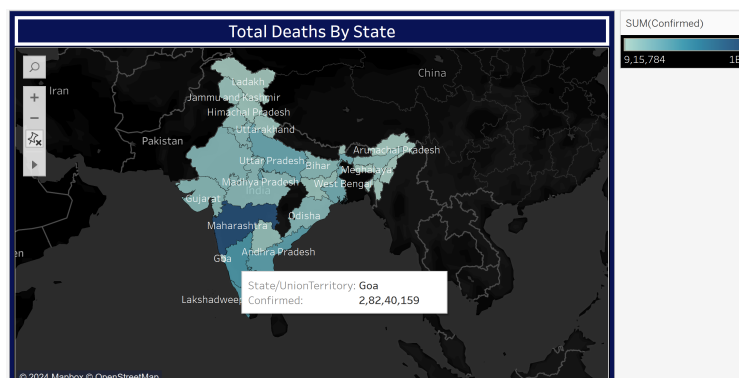 Total Deaths By State
SUM(Confirmed)
9,15,784
Iran
China
Ladakh
Jammu and Kashmir
Himachal Pradesh
Uttarakhand
Pakistan
Arunachal Pradesh
Uttar Pradesh
Bihar
Meghalaya
Madhya Pradesh
West Bengal
India
Gujarat
Odisha
Maharashtra
Andhra Pradesh
Goa
State/UnionTerritory: Goa
Lakshadweep
Confirmed: 2,82,40,159
© 2024 Mapbox © OpenStreetMap